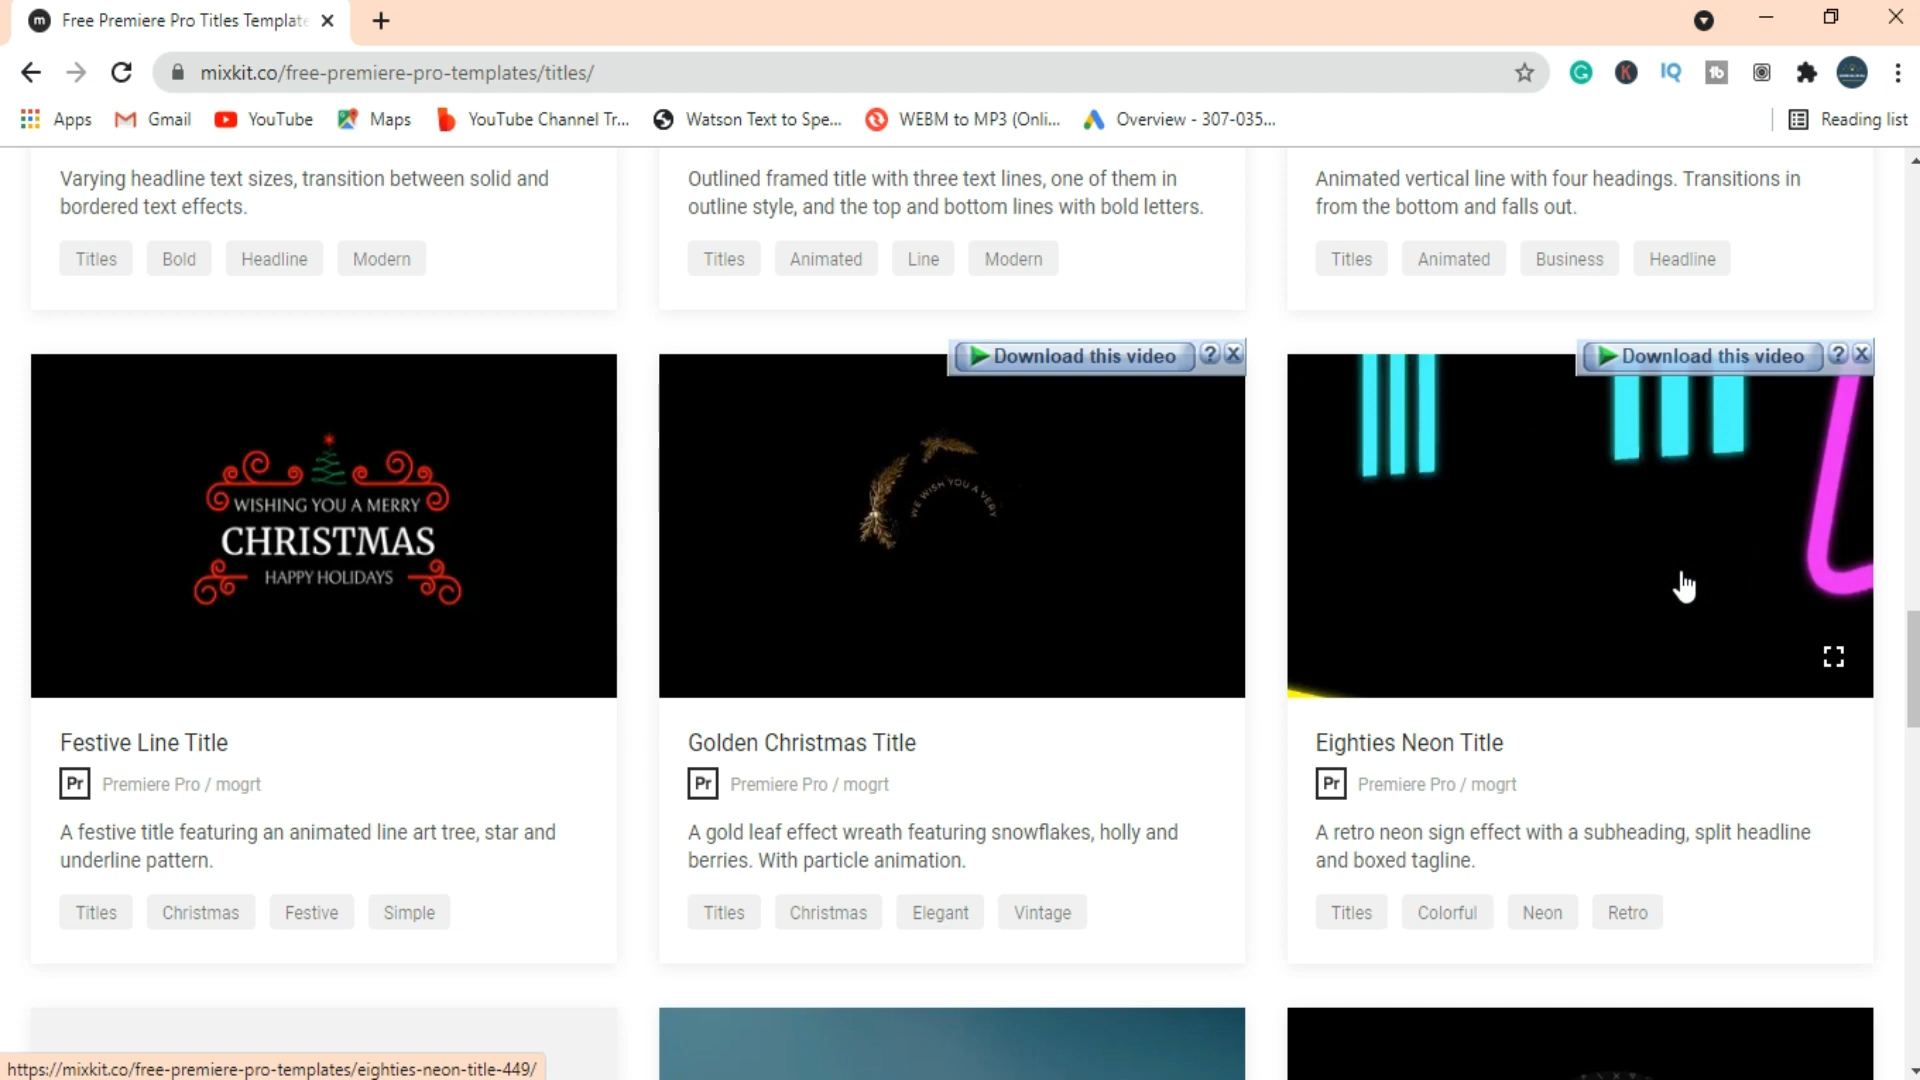 Free Premiere Pro Titles Template
mixkit.co/free-premiere-pro-templates/titles/
Apps Gmail YouTube Maps YouTube Channel Tr... Watson Text to Spe... WEBM to MP3 (Onli... Overview - 307-035... Reading list
Varying headline text sizes, transition between solid and
bordered text effects.
Titles Bold Headline Modern
Outlined framed title with three text lines, one of them in
outline style, and the top and bottom lines with bold letters.
Titles Animated Line Modern
Animated vertical line with four headings. Transitions in
from the bottom and falls out.
Titles Animated Business Headline
WISHING YOU A MERRY
CHRISTMAS
HAPPY HOLIDAYS
Festive Line Title
Pr Premiere Pro / mogrt
A festive title featuring an animated line art tree, star and
underline pattern.
Titles Christmas Festive Simple
Download this video ? X
WE WISH YOU A VERY
Golden Christmas Title
Pr Premiere Pro / mogrt
A gold leaf effect wreath featuring snowflakes, holly and
berries. With particle animation.
Titles Christmas Elegant Vintage
Download this video ? X
Eighties Neon Title
Pr Premiere Pro / mogrt
A retro neon sign effect with a subheading, split headline
and boxed tagline.
Titles Colorful Neon Retro
https://mixkit.co/free-premiere-pro-templates/eighties-neon-title-449/